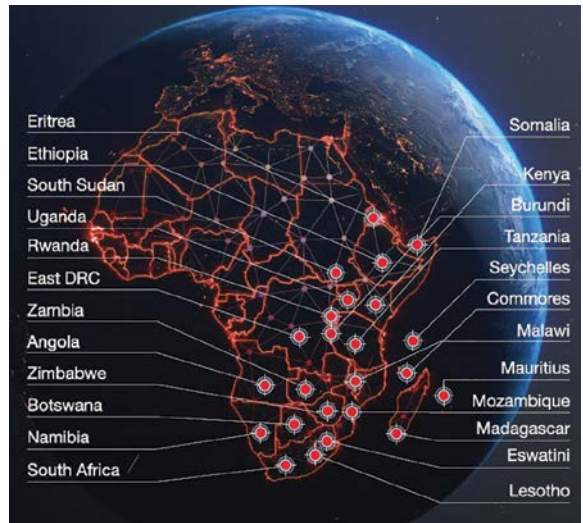 Eritrea
Ethiopia
South Sudan
Uganda
Rwanda
East DRC
Zambia
Angola
Zimbabwe
Botswana
Namibia
South Africa
Somalia
Kenya
Burundi
Tanzania
Seychelles
Commores
Malawi
Mauritius
Mozambique
Madagascar
Eswatini
Lesotho